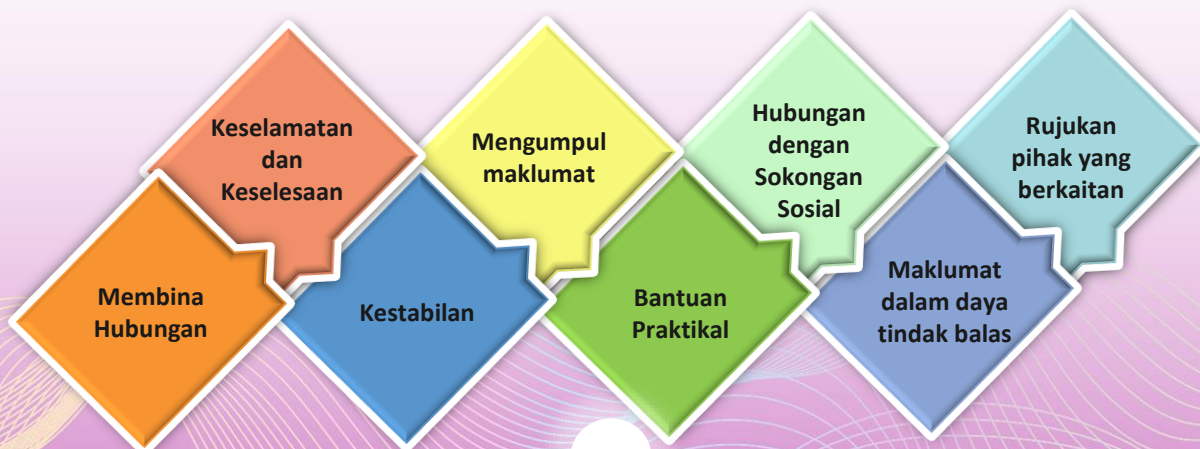 Membina
Hubungan
Keselamatan
dan
Keselesaan
Kestabilan
Mengumpul
maklumat
Bantuan
Praktikal
Hubungan
dengan
Sokongan
Sosial
Maklumat
dalam daya
tindak balas
Rujukan
pihak yang
berkaitan